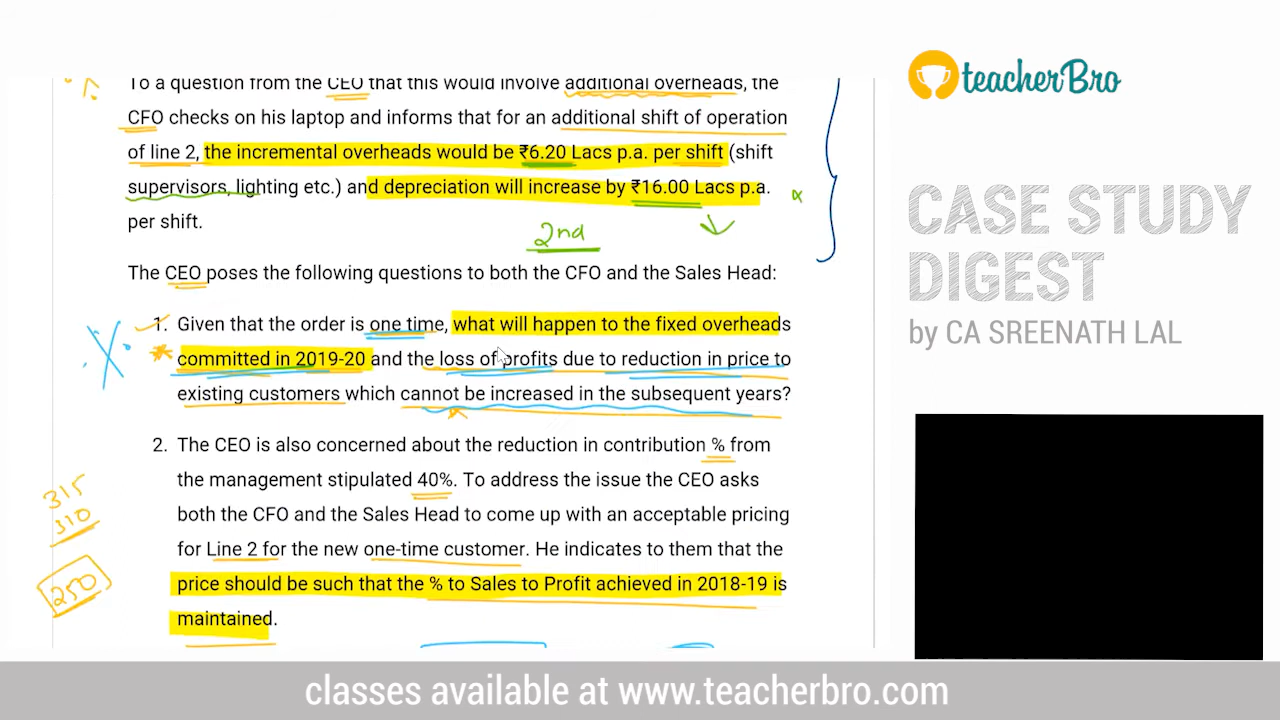 To a question from the CEO that this would involve additional overheads, the
CFO checks on his laptop and informs that for an additional shift of operation
of line 2, the incremental overheads would be ₹6.20 Lacs p.a. per shift (shift
supervisors, lighting etc.) and depreciation will increase by ₹16.00 Lacs p.a.
per shift.
2nd
The CEO poses the following questions to both the CFO and the Sales Head:
1. Given that the order is one time, what will happen to the fixed overheads
committed in 2019-20 and the loss of profits due to reduction in price to
existing customers which cannot be increased in the subsequent years?
2. The CEO is also concerned about the reduction in contribution % from
the management stipulated 40%. To address the issue the CEO asks
both the CFO and the Sales Head to come up with an acceptable pricing
for Line 2 for the new one-time customer. He indicates to them that the
price should be such that the % to Sales to Profit achieved in 2018-19 is
maintained.
315
310
250
teacherBro
CASE STUDY
DIGEST
by CA SREENATH LAL
classes available at www.teacherbro.com